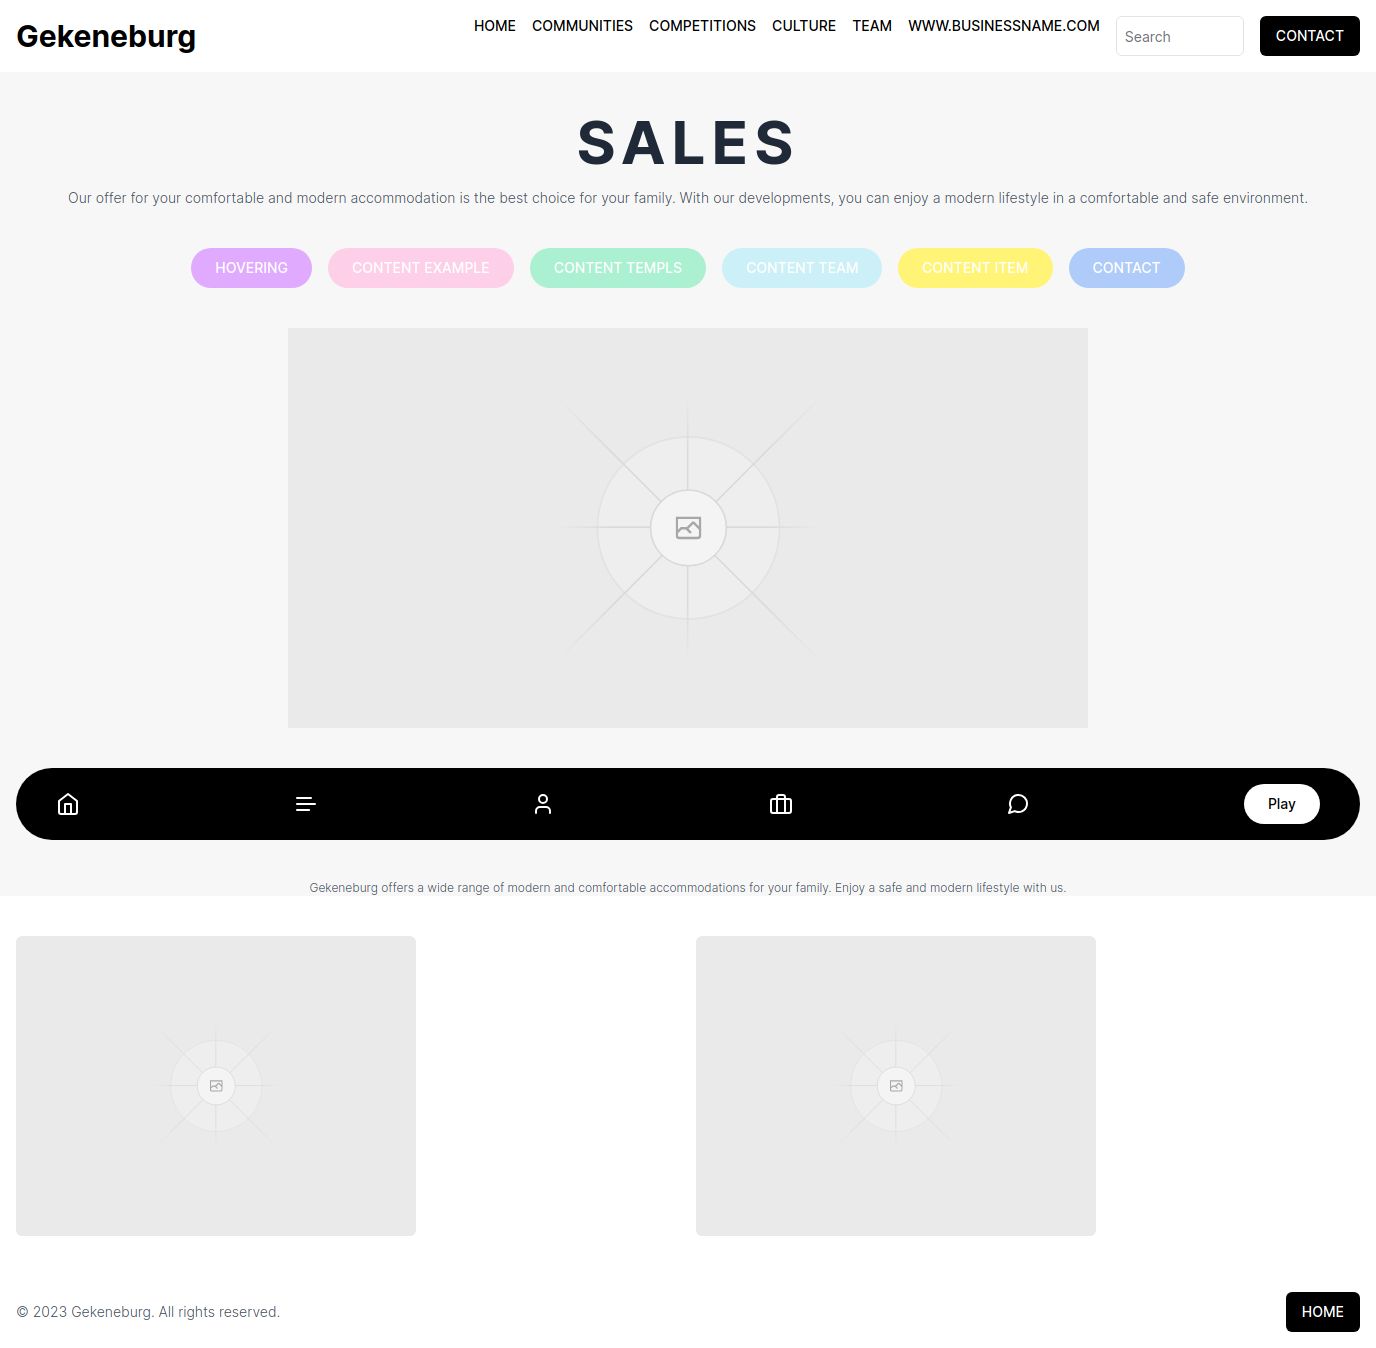 Gekeneburg
HOME COMMUNITIES COMPETITIONS CULTURE TEAM WWW.BUSINESSNAME.COM Search CONTACT
SALES
Our offer for your comfortable and modern accommodation is the best choice for your family. With our developments, you can enjoy a modern lifestyle in a comfortable and safe environment.
HOVERING CONTENT EXAMPLE CONTENT TEMPLS CONTENT TEAM CONTENT ITEM CONTACT
Play
Gekeneburg offers a wide range of modern and comfortable accommodations for your family. Enjoy a safe and modern lifestyle with us.
© 2023 Gekeneburg. All rights reserved.
HOME